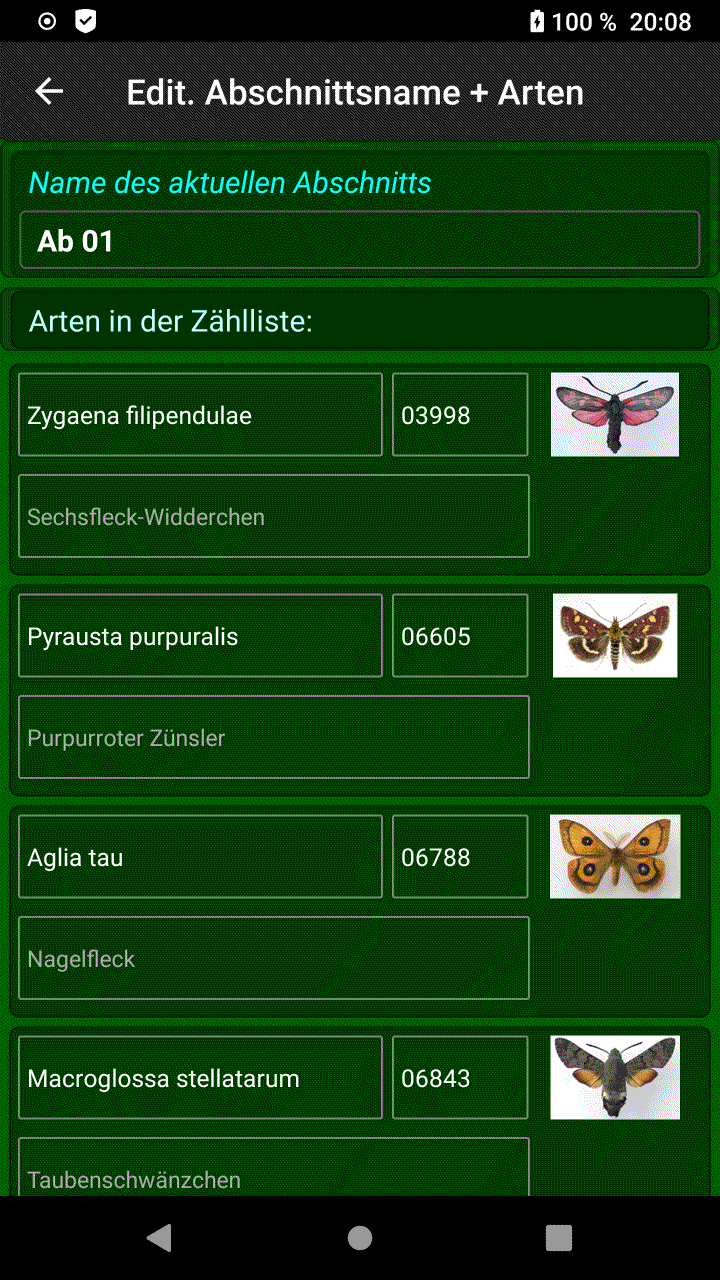 100 % 20:08
Edit. Abschnittsname + Arten
Name des aktuellen Abschnitts
Ab 01
Arten in der Zählliste:
Zygaena filipendulae 03998
Sechsfleck-Widderchen
Pyrausta purpuralis 06605
Purpurroter Zünsler
Aglia tau 06788
Nagelfleck
Macroglossa stellatarum 06843
Taubenschwänzchen